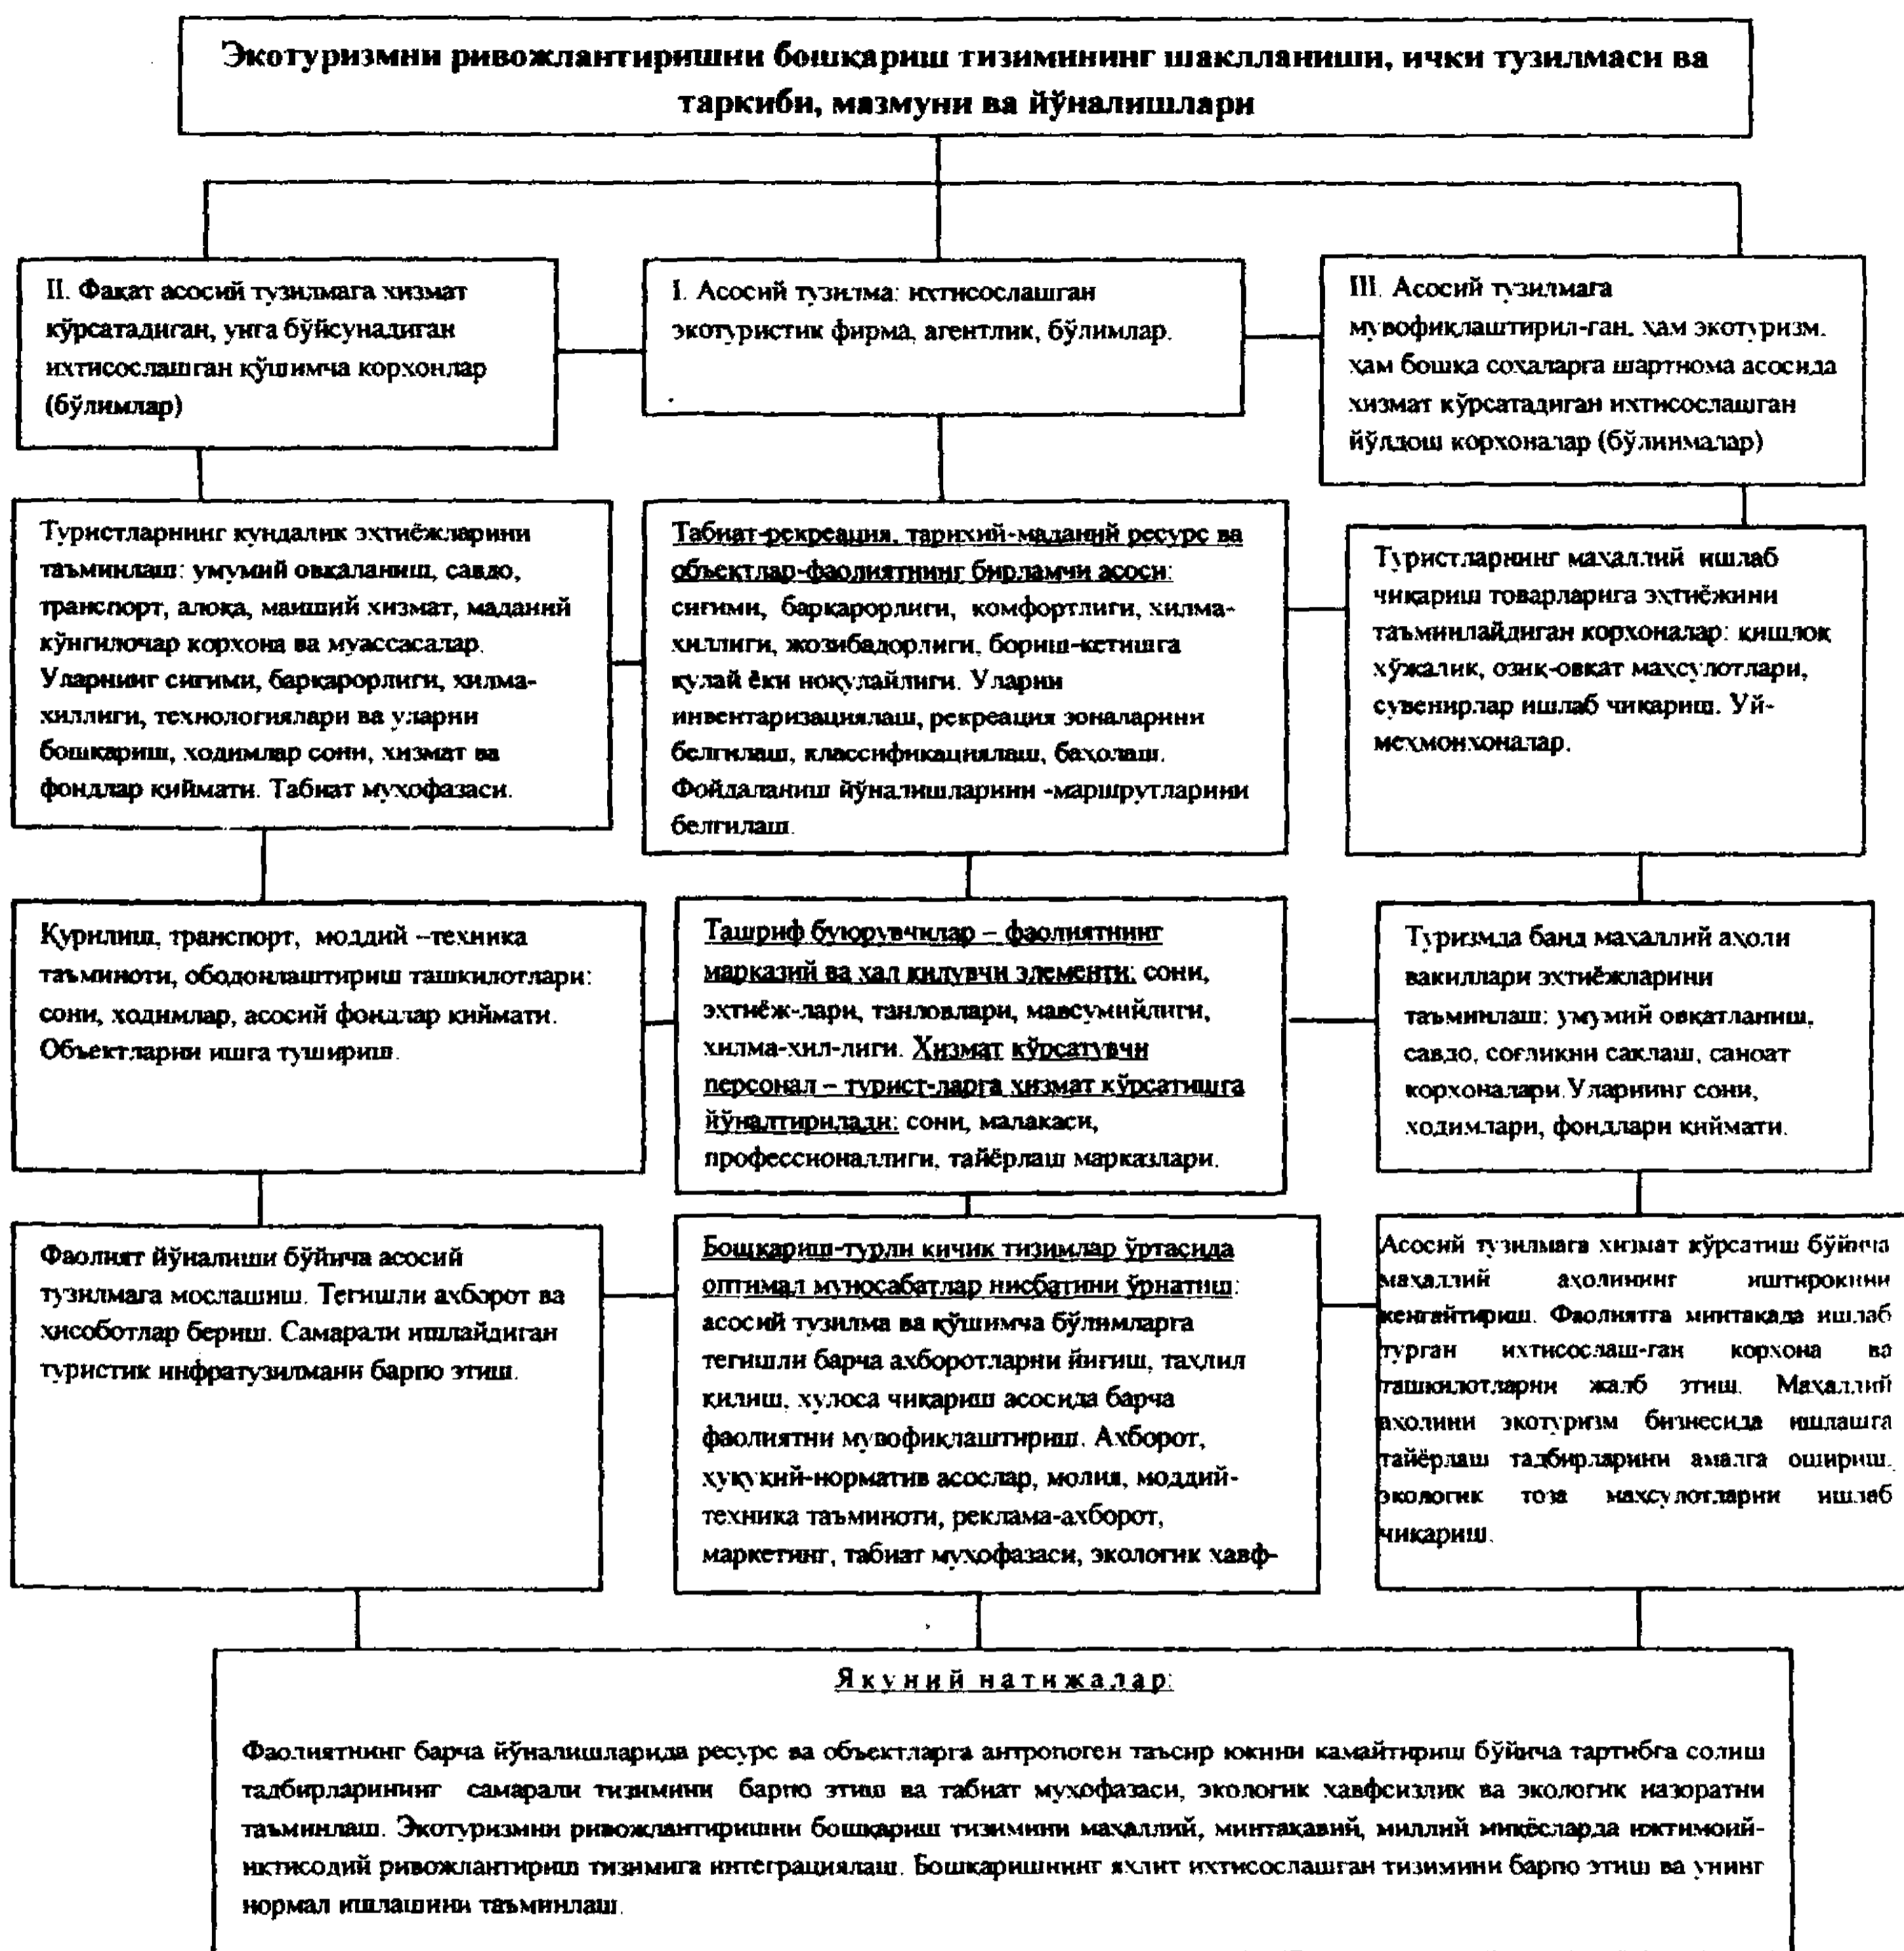 Экотуризмни ривожлантиришни бошқариш тизимининг шаклланиши, ички тузилмаси ва
таркиби, мазмуни ва йўналишлари
II. Фақат асосий тузилмага хизмат
кўрсатадиган, унга бўйсунадиган
ихтисослашган қўшимча корхонлар
(бўлимлар)
I. Асосий тузилма: ихтисослашган
экотуристик фирма, агентлик, бўлимлар.
III. Асосий тузилмага
мувофиқлаштирил-ган, ҳам экотуризм.
ҳам бошқа соҳаларга шартнома асосида
хизмат кўрсатадиган ихтисослашган
йўлдош корхоналар (бўлинмалар)
Туристларнинг кундалик эҳтиёжларини
таъминлаш: умумий овқаланиш, савдо,
транспорт, алоқа, маиший хизмат, маданий
кўнгилочар корхона ва муассасалар.
Уларнинг сиғими, барқарорлиги, хилма-
хиллиги, технологиялари ва уларни
бошқариш, ходимлар сони, хизмат ва
фондлар қиймати. Табиат муҳофазаси.
Табиат-рекреация, тарихий-маданий ресурс ва
объектлар-фаолиятнинг бирламчи асоси:
сиғими, барқарорлиги, комфортлиги, хилма-
хиллиги, жозибадорлиги, бориш-кетишга
қулай ёки ноқулайлиги. Уларни
инвентаризациялаш, рекреация зоналарини
белгилаш, классификациялаш, баҳолаш.
Фойдаланиш йўналишларини -маршрутларини
белгилаш.
Туристларнинг маҳаллий ишлаб
чиқариш товарларига эҳтиёжини
таъминлайдиган корхоналар: қишлоқ
хўжалик, озиқ-овқат маҳсулотлари,
сувенирлар ишлаб чиқариш. Уй-
меҳмонхоналар.
Қурилиш, транспорт, моддий –техника
таъминоти, ободонлаштириш ташкилотлари:
сони, ходимлар, асосий фондлар қиймати.
Объектларни ишга тушириш.
Ташриф буюрувчилар – фаолиятнинг
марказий ва ҳал қилувчи элементи: сони,
эҳтиёж-лари, танловлари, мавсумийлиги,
хилма-хил-лиги. Хизмат кўрсатувчи
персонал – турист-ларга хизмат кўрсатишга
йўналтирилади: сони, малакаси,
профессионаллиги, тайёрлаш марказлари.
Туризмда банд маҳаллий аҳоли
вакиллари эҳтиёжларини
таъминлаш: умумий овқатланиш,
савдо, соғлиқни сақлаш, саноат
корхоналари.Уларнинг сони,
ходимлари, фондлари қиймати.
Фаолият йўналиши бўйича асосий
тузилмага мослашиш. Тегишли ахборот ва
ҳисоботлар бериш. Самарали ишлайдиган
туристик инфратузилмани барпо этиш.
Бошқариш-турли кичик тизимлар ўртасида
оптимал муносабатлар нисбатини ўрнатиш:
асосий тузилма ва қўшимча бўлимларга
тегишли барча ахборотларни йиғиш, таҳлил
қилиш, хулоса чиқариш асосида барча
фаолиятни мувофиқлаштириш. Ахборот,
ҳуқуқий-норматив асослар, молия, моддий-
техника таъминоти, реклама-ахборот,
маркетинг, табиат муҳофазаси, экологик хавф-
Асосий тузилмага хизмат кўрсатиш бўйича
маҳаллий аҳолининг иштирокини
кенгайтириш. Фаолиятга минтақада ишлаб
турган ихтисослаш-ган корхона ва
ташкилотларни жалб этиш. Маҳаллий
аҳолини экотуризм бизнесида ишлашга
тайёрлаш тадбирларини амалга ошириш.
экологик тоза маҳсулотларни ишлаб
чиқариш.
Якуний натижалар:
Фаолиятнинг барча йўналишларида ресурс ва объектларга антропоген таъсир юкини камайтириш бўйича тартибга солиш
тадбирларининг самарали тизимини барпо этиш ва табиат муҳофазаси, экологик хавфсизлик ва экологик назоратни
таъминлаш. Экотуризмни ривожлантиришни бошқариш тизимини маҳаллий, минтақавий, миллий миқёсларда ижтимоий-
иқтисодий ривожлантириш тизимига интеграциялаш. Бошқаришнинг яхлит ихтисослашган тизимини барпо этиш ва унинг
нормал ишлашини таъминлаш.